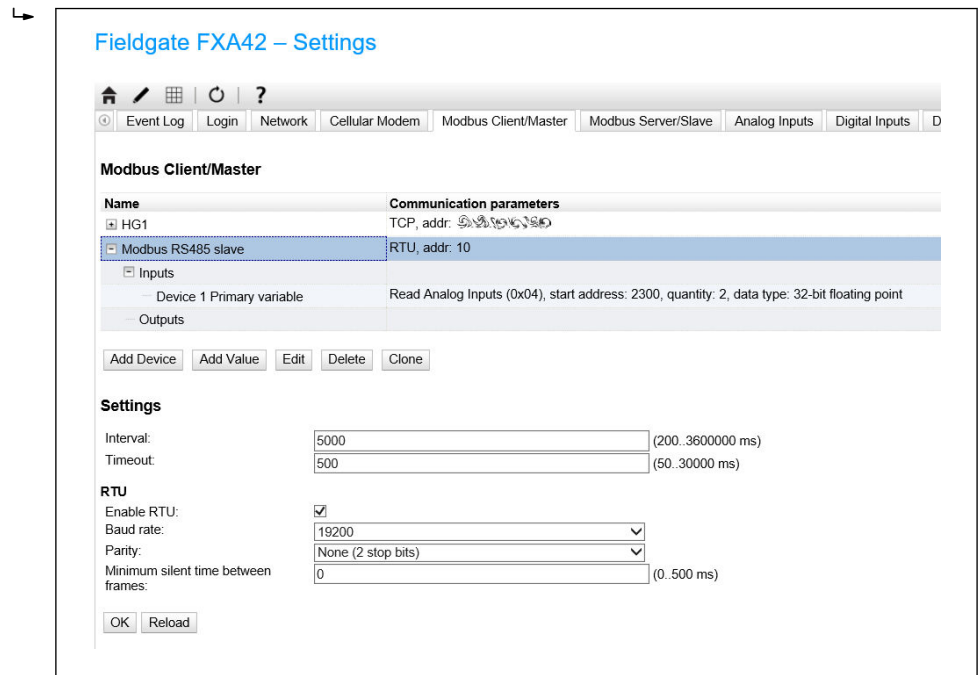 Fieldgate FXA42 – Settings
?
Event Log Login Network Cellular Modem Modbus Client/Master Modbus Server/Slave Analog Inputs Digital Inputs D
Modbus Client/Master
Name Communication parameters
HG1 TCP, addr:
Modbus RS485 slave RTU, addr: 10
Inputs
Device 1 Primary variable Read Analog Inputs (0x04), start address: 2300, quantity: 2, data type: 32-bit floating point
Outputs
Add Device Add Value Edit Delete Clone
Settings
Interval: 5000 (200..3600000 ms)
Timeout: 500 (50..30000 ms)
RTU
Enable RTU:
Baud rate: 19200
Parity: None (2 stop bits)
Minimum silent time between
frames: 0 (0..500 ms)
OK Reload